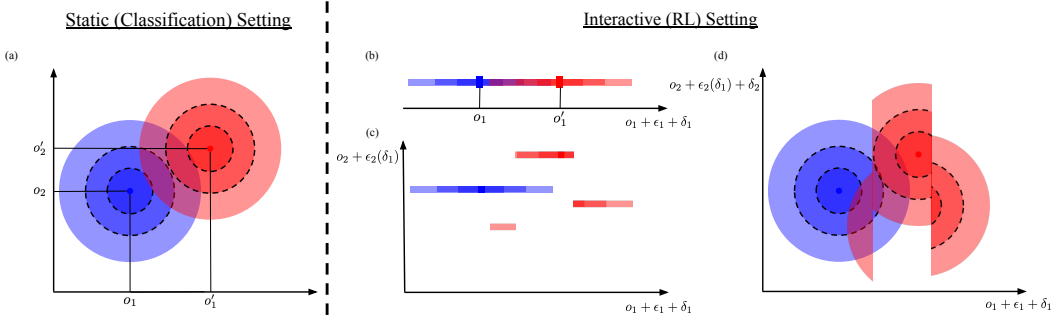 Static (Classification) Setting
Interactive (RL) Setting
(a)
o′₂
o₂
o₁
o′₁
(b)
o₁
o′₁
o₁ + ϵ₁ + δ₁
(c)
o₂ + ϵ₂(δ₁)
o₁ + ϵ₁ + δ₁
(d)
o₂ + ϵ₂(δ₁) + δ₂
o₁ + ϵ₁ + δ₁